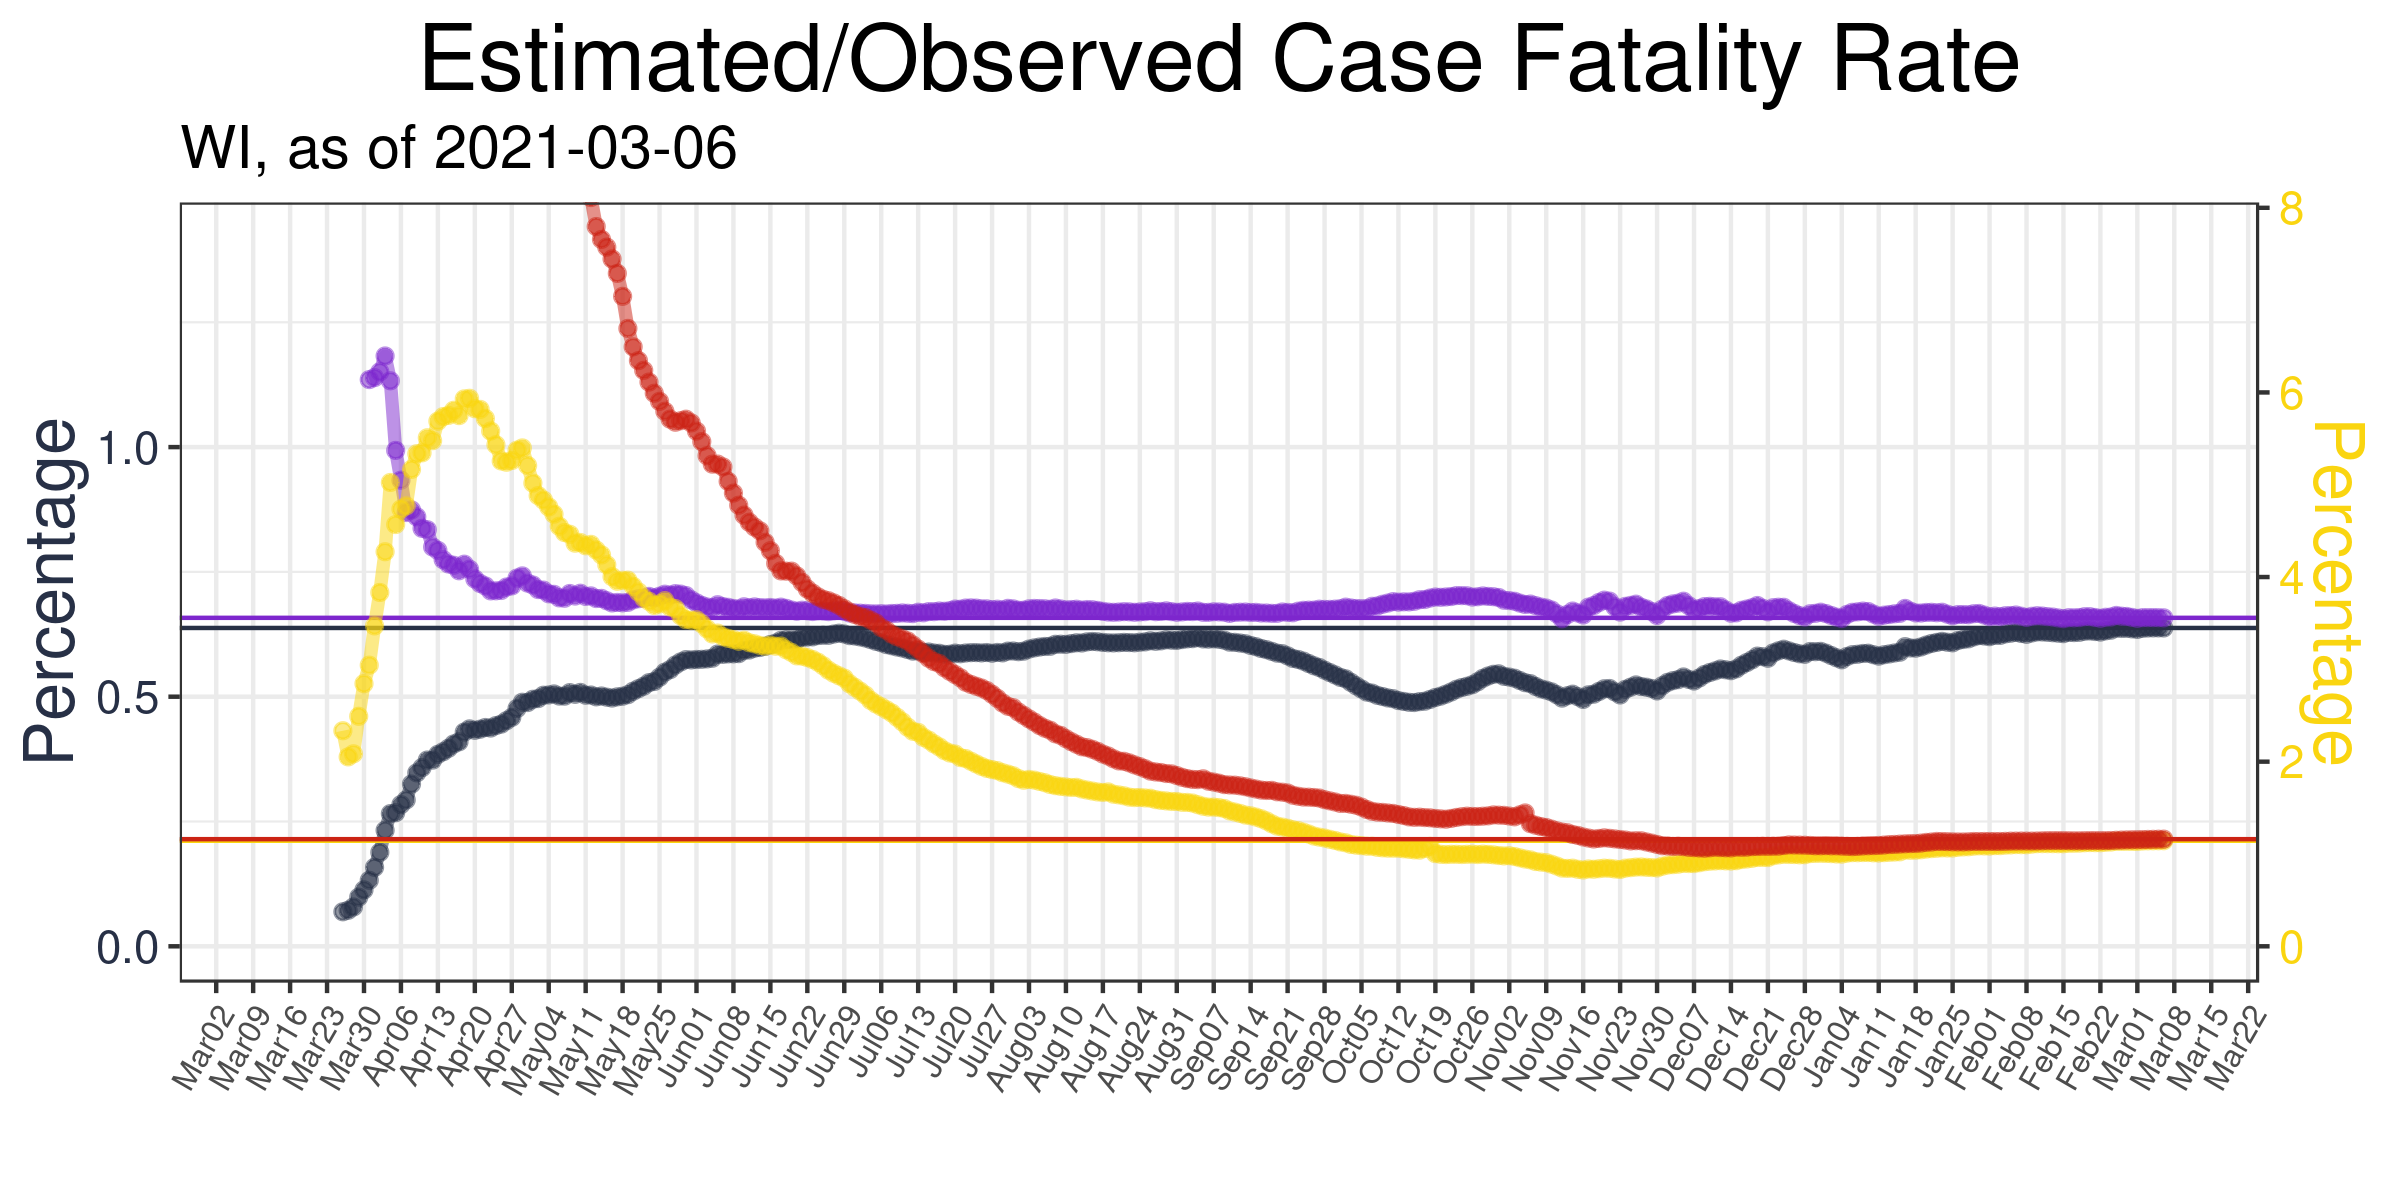 Estimated/Observed Case Fatality Rate
WI, as of 2021-03-06
Percentage
1.0
0.5
0.0
8
6
4
2
0
Percentage
Mar02
Mar09
Mar16
Mar23
Mar30
Apr06
Apr13
Apr20
Apr27
May04
May11
May18
May25
Jun01
Jun08
Jun15
Jun22
Jun29
Jul06
Jul13
Jul20
Jul27
Aug03
Aug10
Aug17
Aug24
Aug31
Sep07
Sep14
Sep21
Sep28
Oct05
Oct12
Oct19
Oct26
Nov02
Nov09
Nov16
Nov23
Nov30
Dec07
Dec14
Dec21
Dec28
Jan04
Jan11
Jan18
Jan25
Feb01
Feb08
Feb15
Feb22
Mar01
Mar08
Mar15
Mar22